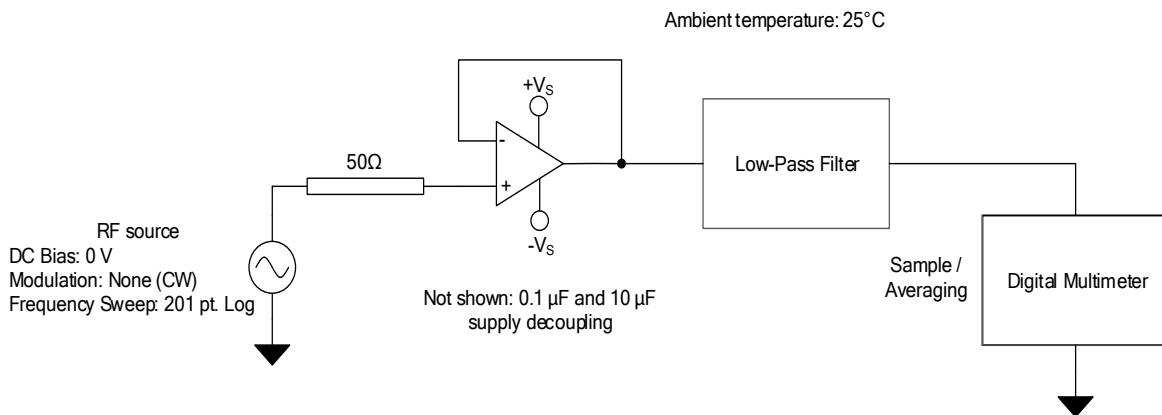 Ambient temperature: 25°C
+VS
-
50Ω
+
Low-Pass Filter
-VS
RF source
DC Bias: 0 V
Modulation: None (CW)
Frequency Sweep: 201 pt. Log
Not shown: 0.1 µF and 10 µF
supply decoupling
Sample /
Averaging
Digital Multimeter